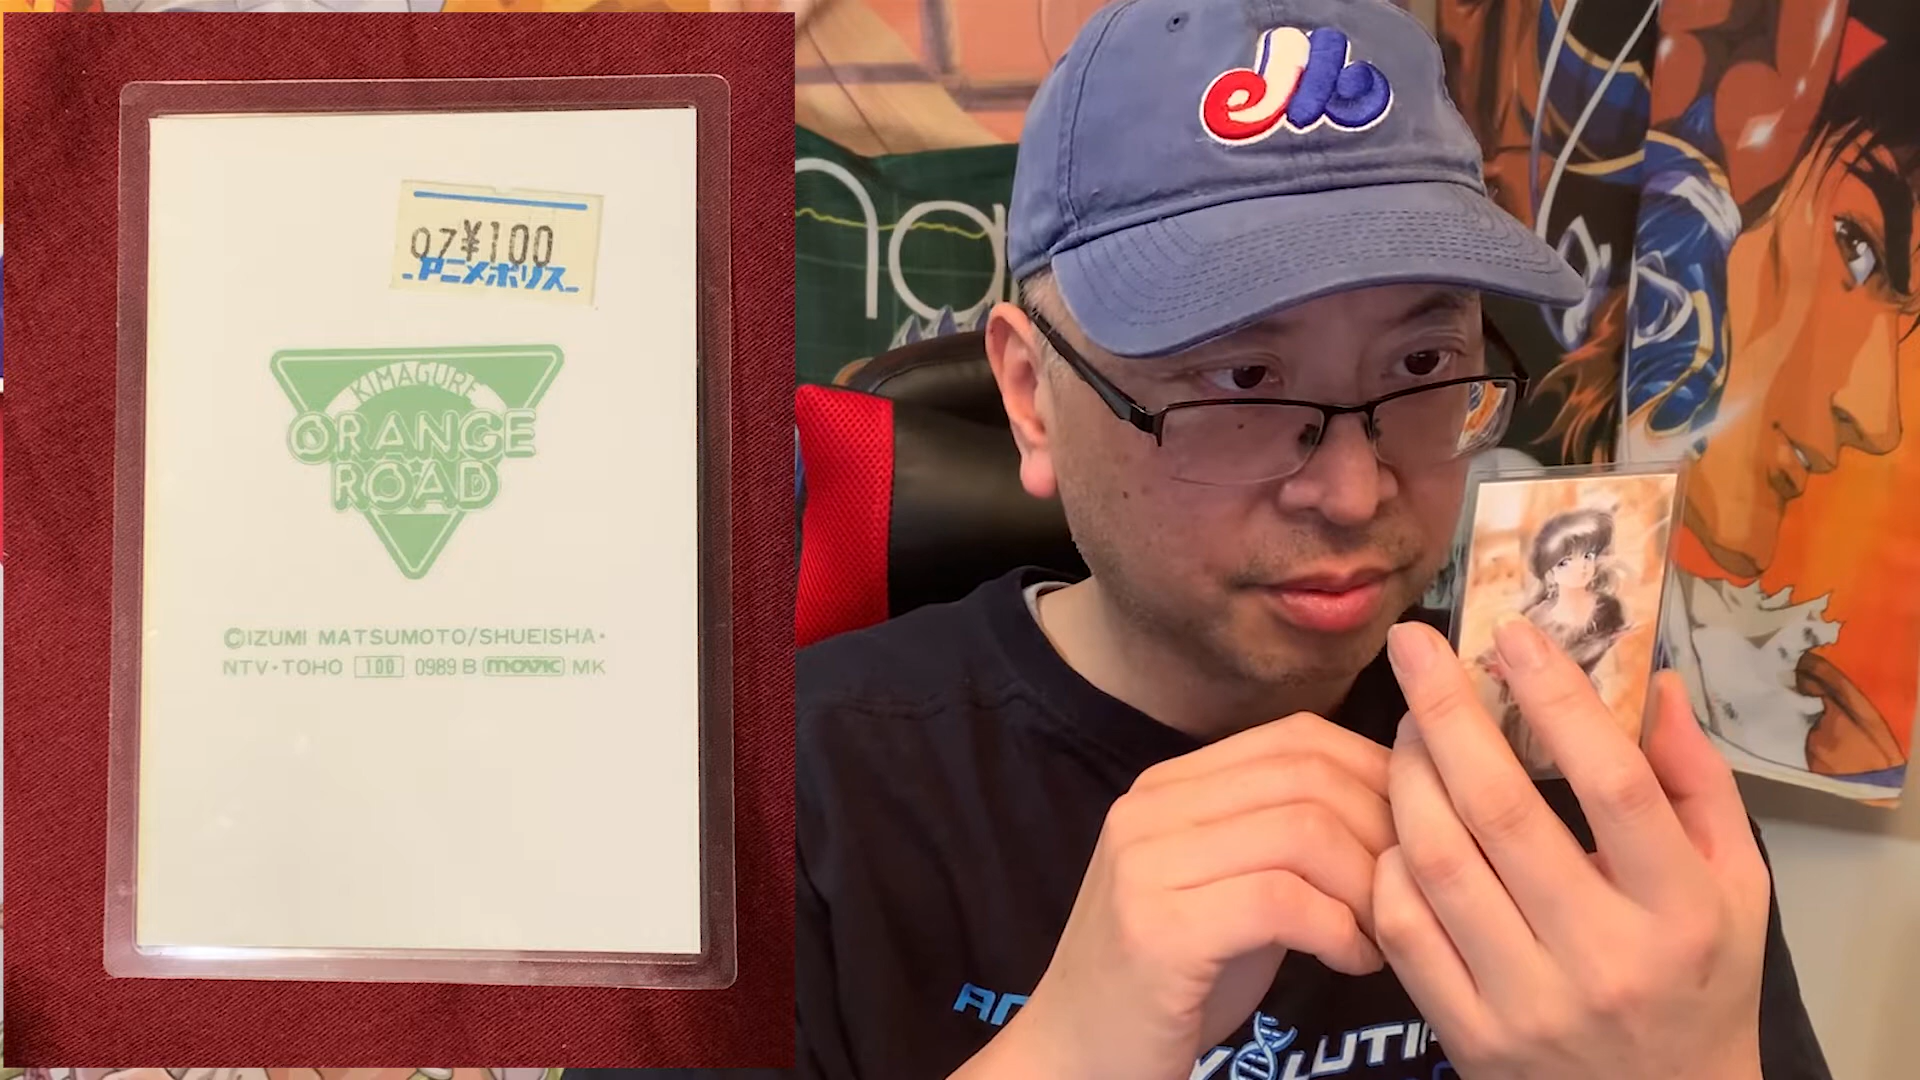 07¥100
アニメポリス
KIMAGURE
ORANGE
ROAD
©IZUMI MATSUMOTO/SHUEISHA・
NTV・TOHO 100 0989 B movic MK